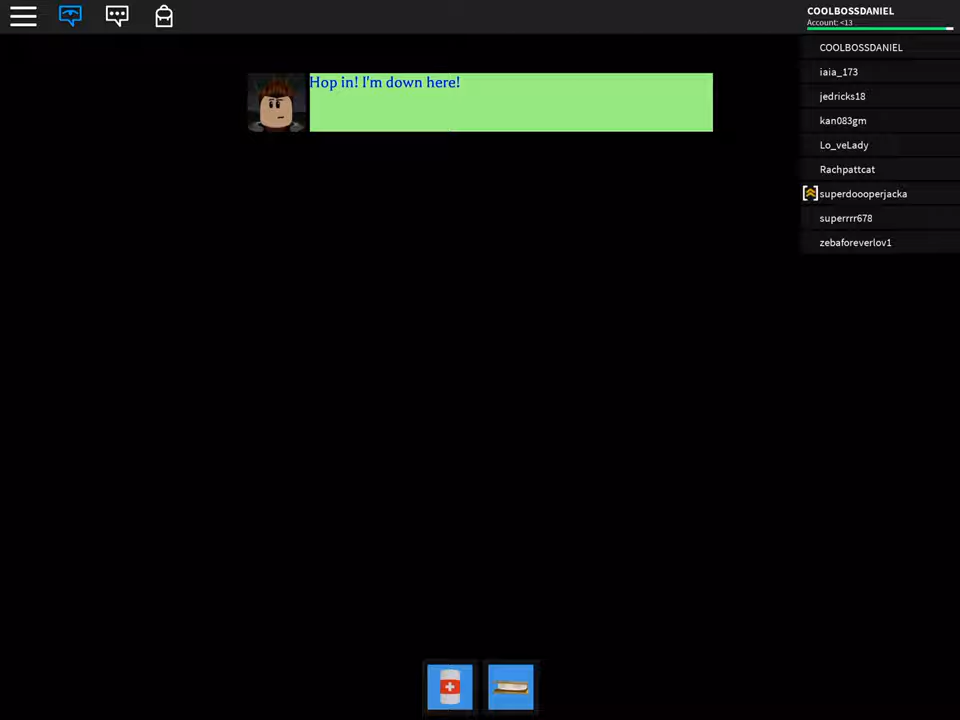 COOLBOSSDANIEL
Account: <13
Hop in! I'm down here!
COOLBOSSDANIEL
iaia_173
jedricks18
kan083gm
Lo_veLady
Rachpattcat
superdoooperjacka
superrrr678
zebaforeverlov1